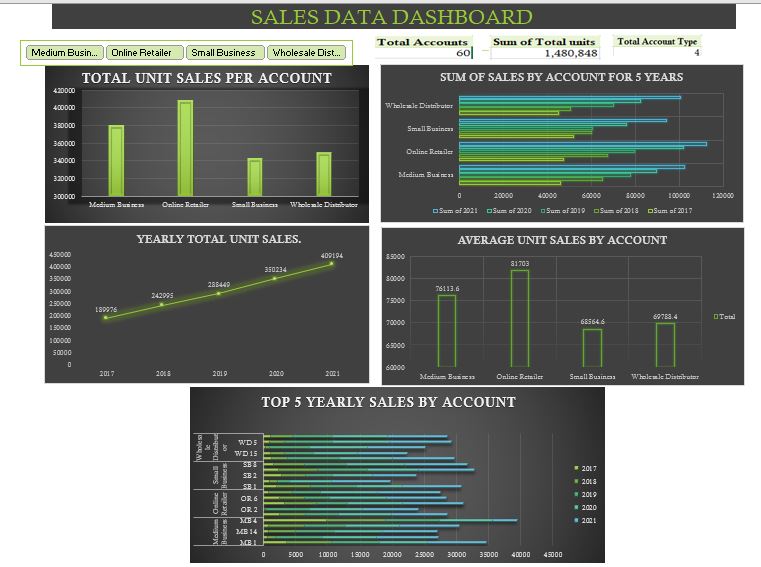 SALES DATA DASHBOARD
Medium Busin... Online Retailer Small Business Wholesale Dist...
Total Accounts
60
Sum of Total units
1,480,848
Total Account Type
4
TOTAL UNIT SALES PER ACCOUNT
420000
400000
380000
360000
340000
320000
300000
Medium Business Online Retailer Small Business Wholesale Distributor
SUM OF SALES BY ACCOUNT FOR 5 YEARS
Wholesale Distributor
Small Business
Online Retailer
Medium Business
0 20000 40000 60000 80000 100000 120000
Sum of 2021 Sum of 2020 Sum of 2019 Sum of 2018 Sum of 2017
YEARLY TOTAL UNIT SALES.
450000
400000
350000
300000
250000
200000
150000
100000
50000
0
189976 242995 288449 350234 409194
2017 2018 2019 2020 2021
AVERAGE UNIT SALES BY ACCOUNT
85000
80000
75000
70000
65000
60000
76113.6 81703 68564.6 69788.4
Medium Business Online Retailer Small Business Wholesale Distributor
Total
TOP 5 YEARLY SALES BY ACCOUNT
Wholesa
le
Distribut
or
WD 5
WD 15
Small
Business
SB 8
SB 2
SB 1
Online
Retailer
OR 6
OR 2
Medium
Business
MB 4
MB 14
MB 1
0 5000 10000 15000 20000 25000 30000 35000 40000 45000
2017
2018
2019
2020
2021